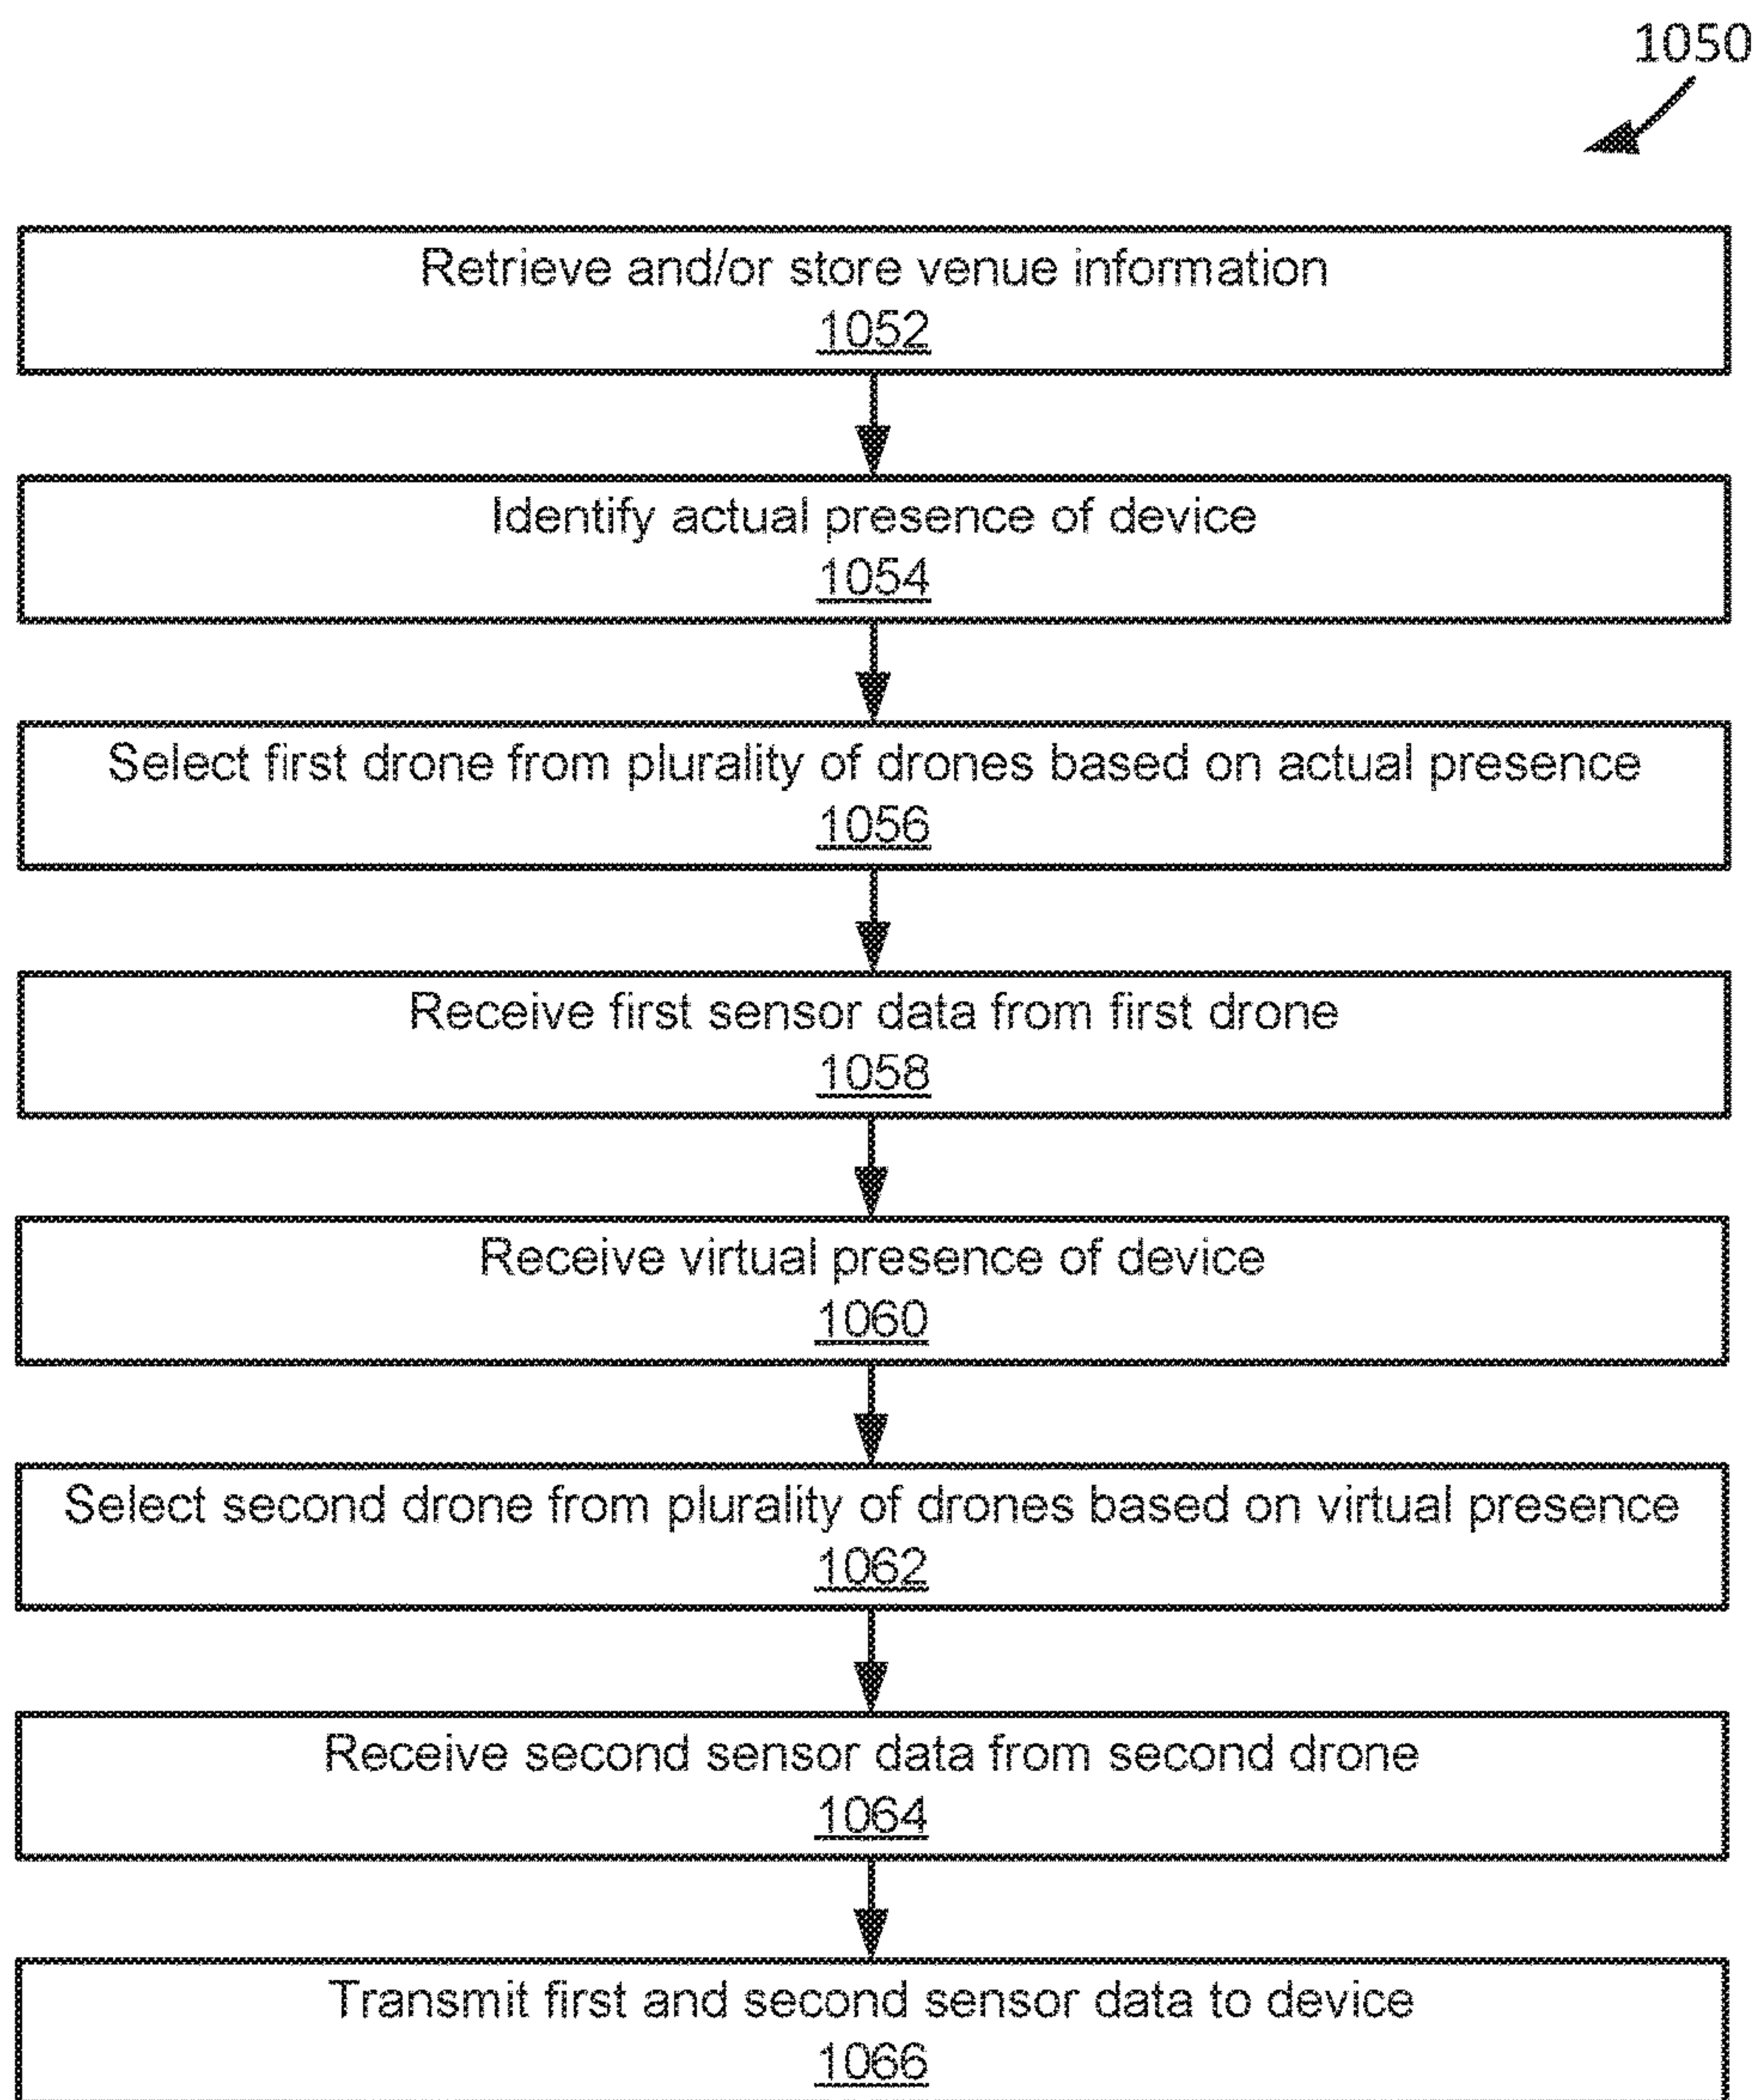 1050
Retrieve and/or store venue information
1052
Identify actual presence of device
1054
Select first drone from plurality of drones based on actual presence
1056
Receive first sensor data from first drone
1058
Receive virtual presence of device
1060
Select second drone from plurality of drones based on virtual presence
1062
Receive second sensor data from second drone
1064
Transmit first and second sensor data to device
1066